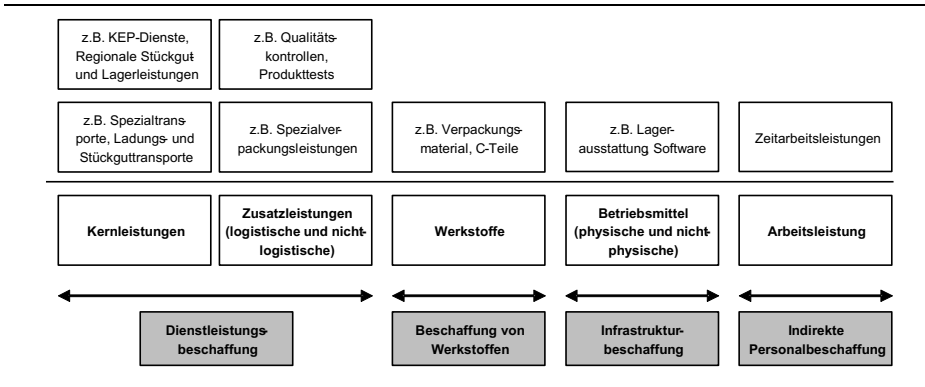 z.B. KEP-Dienste,
Regionale Stückgut-
und Lagerleistungen
z.B. Qualitäts-
kontrollen,
Produkttests
z.B. Spezialtrans-
porte, Ladungs- und
Stückguttransporte
z.B. Spezialver-
packungsleistungen
z.B. Verpackungs-
material, C-Teile
z.B. Lager-
ausstattung, Software
Zeitarbeitsleistungen
Kernleistungen
Zusatzleistungen
(logistische und nicht-
logistische)
Werkstoffe
Betriebsmittel
(physische und nicht-
physische)
Arbeitsleistung
Dienstleistungs-
beschaffung
Beschaffung von
Werkstoffen
Infrastruktur-
beschaffung
Indirekte
Personalbeschaffung